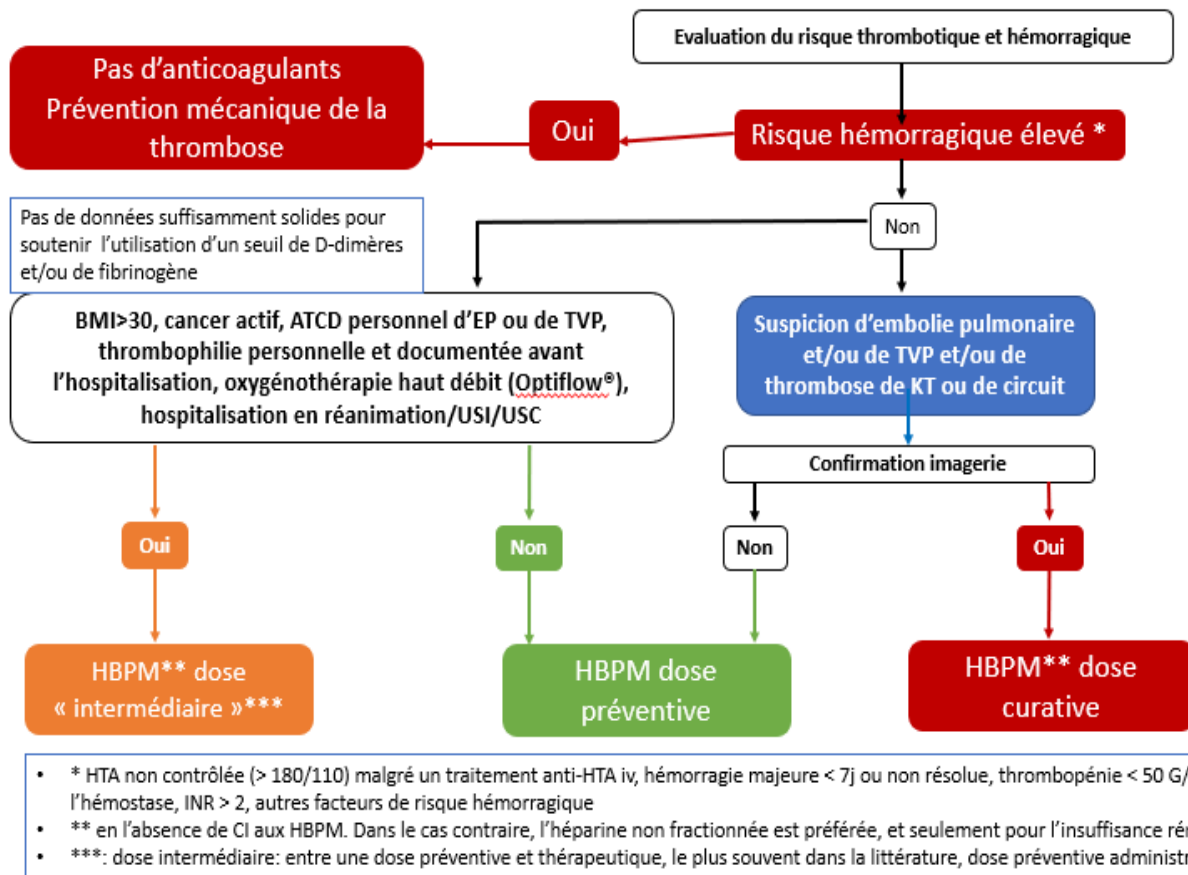 Evaluation du risque thrombotique et hémorragique
Pas d’anticoagulants
Prévention mécanique de la
thrombose
Oui
Risque hémorragique élevé *
Pas de données suffisamment solides pour
soutenir l’utilisation d’un seuil de D-dimères
et/ou de fibrinogène
Non
BMI>30, cancer actif, ATCD personnel d’EP ou de TVP,
thrombophilie personnelle et documentée avant
l’hospitalisation, oxygénothérapie haut débit (Optiflow®),
hospitalisation en réanimation/USI/USC
Suspicion d’embolie pulmonaire
et/ou de TVP et/ou de
thrombose de KT ou de circuit
Confirmation imagerie
Oui
Non
Non
Oui
HBPM** dose
« intermédiaire »***
HBPM dose
préventive
HBPM** dose
curative
• * HTA non contrôlée (> 180/110) malgré un traitement anti-HTA iv, hémorragie majeure < 7j ou non résolue, thrombopénie < 50 G/
l’hémostase, INR > 2, autres facteurs de risque hémorragique
• ** en l’absence de CI aux HBPM. Dans le cas contraire, l’héparine non fractionnée est préférée, et seulement pour l’insuffisance
• ***: dose intermédiaire: entre une dose préventive et thérapeutique, le plus souvent dans la littérature, dose préventive